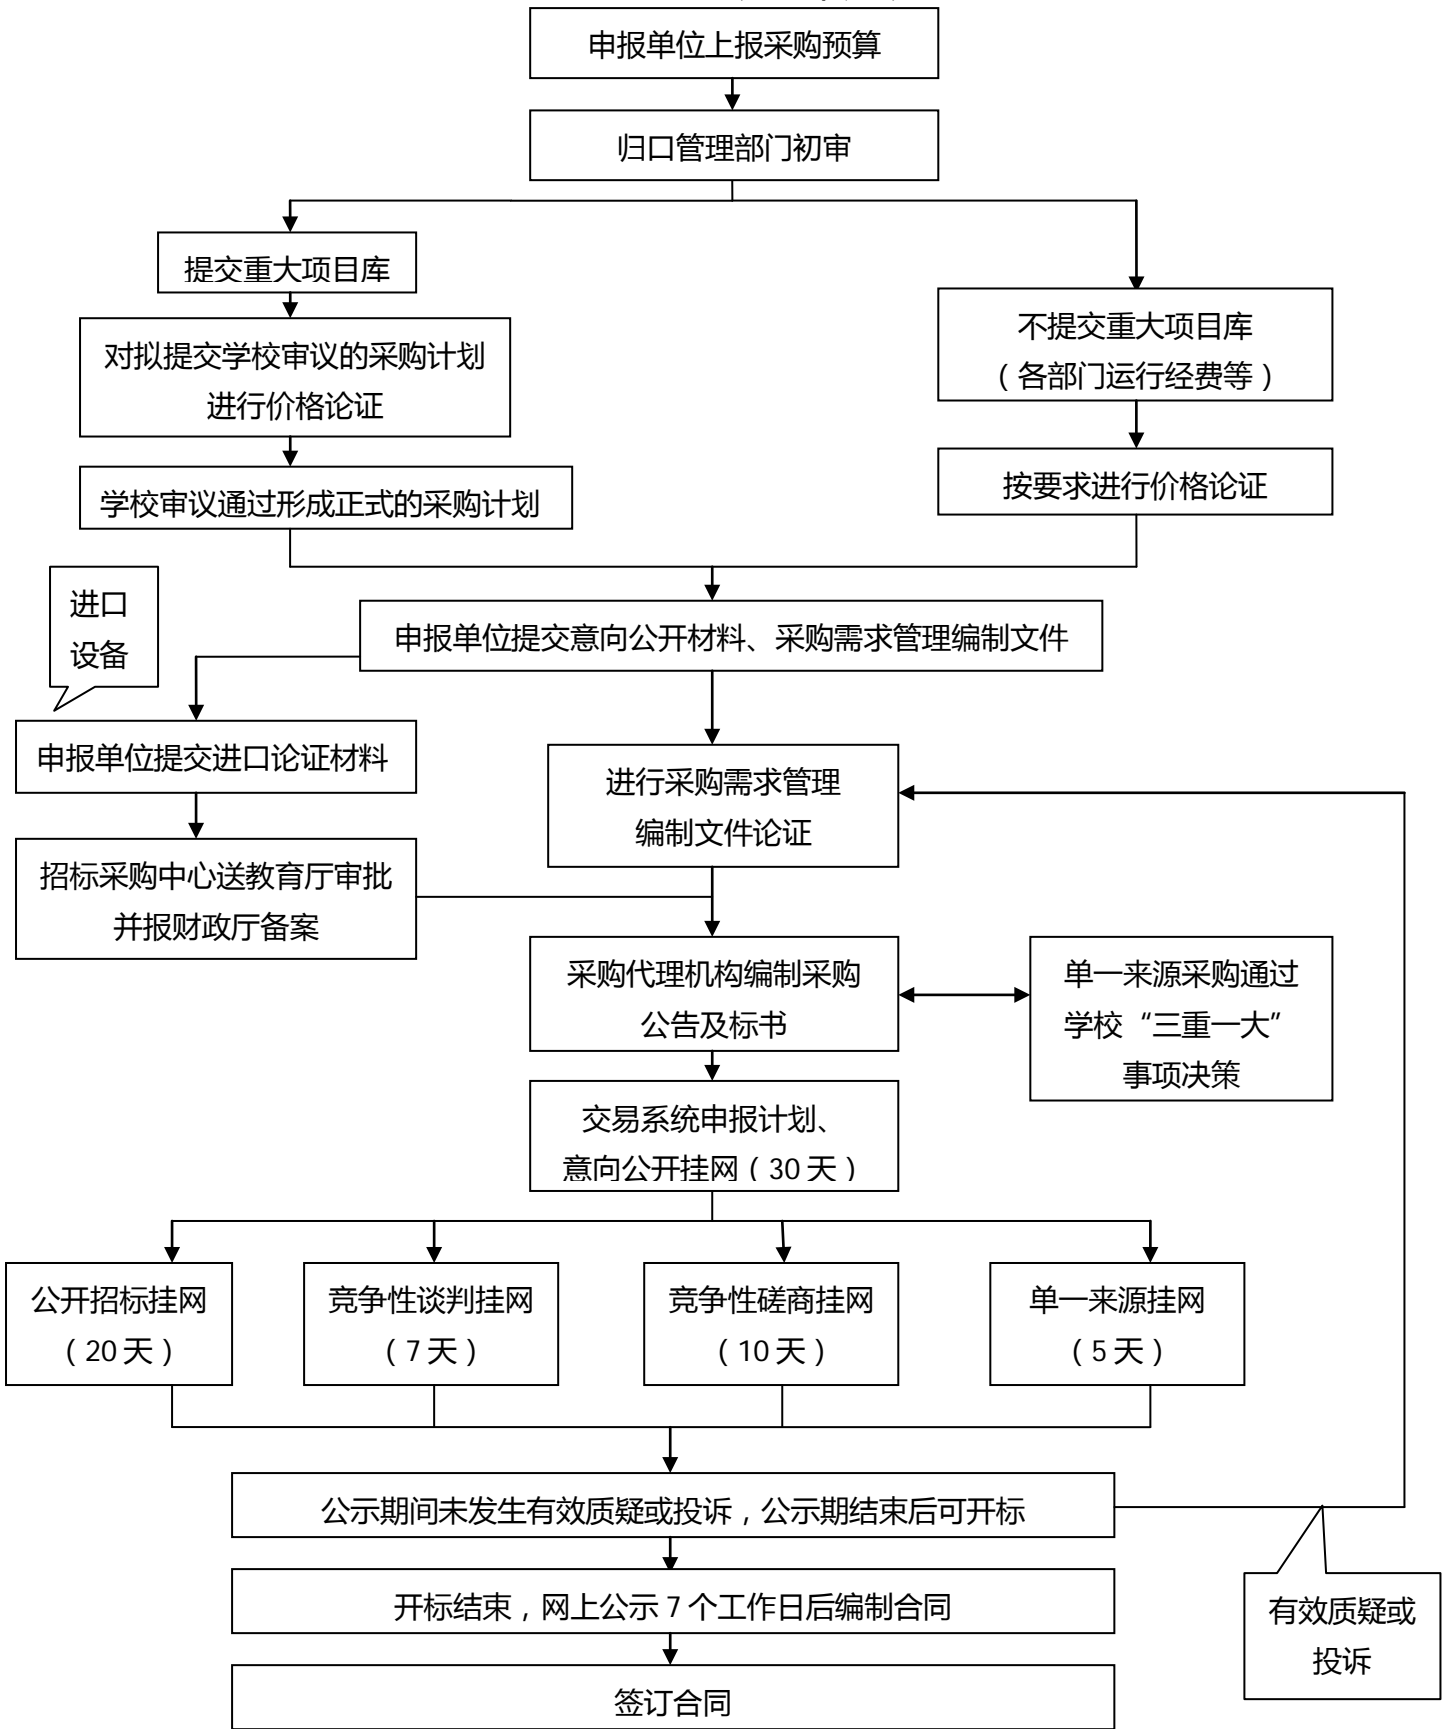 申报单位上报采购预算
归口管理部门初审
提交重大项目库
对拟提交学校审议的采购计划
进行价格论证
学校审议通过形成正式的采购计划
不提交重大项目库
（各部门运行经费等）
按要求进行价格论证
进口
设备
申报单位提交意向公开材料、采购需求管理编制文件
申报单位提交进口论证材料
招标采购中心送教育厅审批
并报财政厅备案
进行采购需求管理
编制文件论证
采购代理机构编制采购
公告及标书
单一来源采购通过
学校“三重一大”
事项决策
交易系统申报计划、
意向公开挂网（30天）
公开招标挂网
（20天）
竞争性谈判挂网
（7天）
竞争性磋商挂网
（10天）
单一来源挂网
（5天）
公示期间未发生有效质疑或投诉，公示期结束后可开标
开标结束，网上公示7个工作日后编制合同
有效质疑或
投诉
签订合同